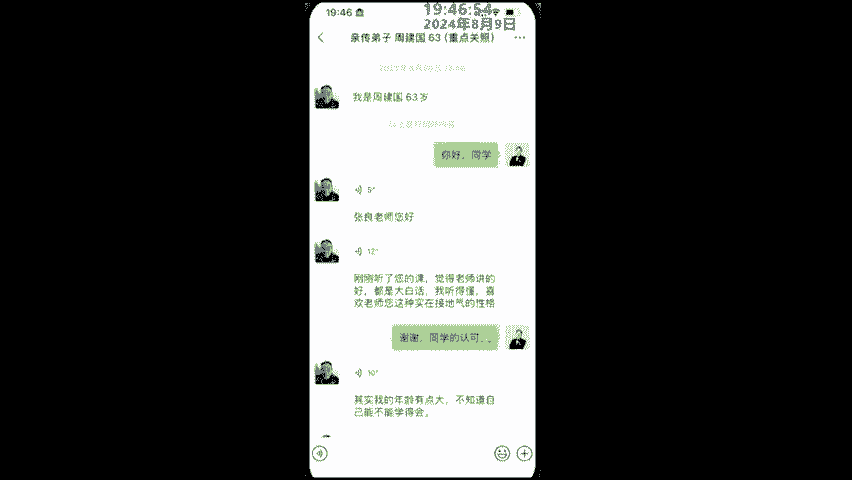 19:46
19:46:54
2024年8月9日
亲传弟子 周建国 63 (重点关照)
我是周建国 63岁
你好，同学
5"
张良老师您好
12"
刚刚听了您的课，觉得老师讲的
好，都是大白话，我听得懂，喜
欢老师您这种实在接地气的性格
谢谢，同学的认可...
10"
其实我的年龄有点大，不知道自
己能不能学得会。